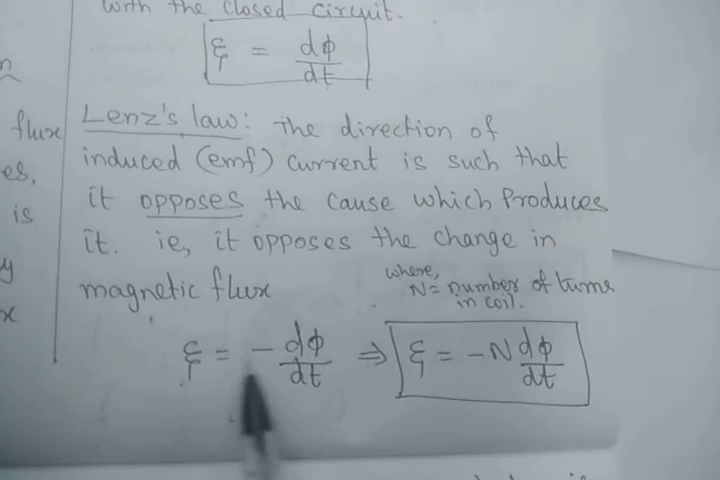 with the closed circuit.
ξ = dϕ/dt
flux
es,
is
y
x
Lenz's law: The direction of
induced (emf) current is such that
it opposes the cause which Produces
it. ie, it opposes the change in
magnetic flux
where,
N = number of turns
in coil.
ξ = - dϕ/dt ⇒ ξ = -N dϕ/dt